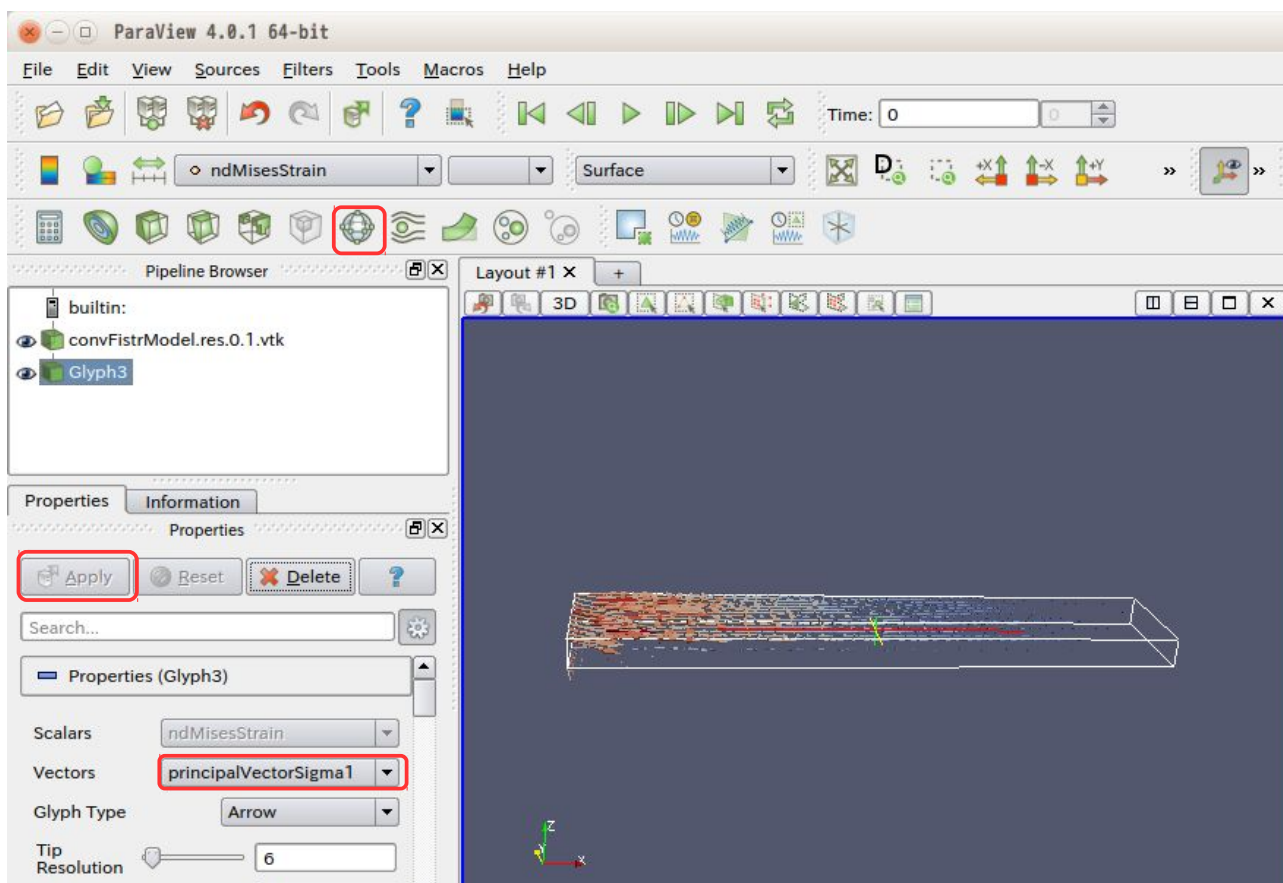 ParaView 4.0.1 64-bit
File Edit View Sources Filters Tools Macros Help
? Time: 0 0
ndMisesStrain Surface D +X -X +Y » »
Pipeline Browser Layout #1 X +
3D
builtin:
convFistrModel.res.0.1.vtk
Glyph3
Properties Information
Properties
Apply Reset Delete ?
Search...
Properties (Glyph3)
Scalars ndMisesStrain
Vectors principalVectorSigma1
Glyph Type Arrow
Tip
Resolution 6
Z
Y
X